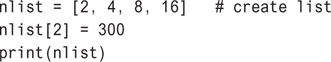 nlist = [2, 4, 8, 16]   # create list
nlist[2] = 300
print(nlist)